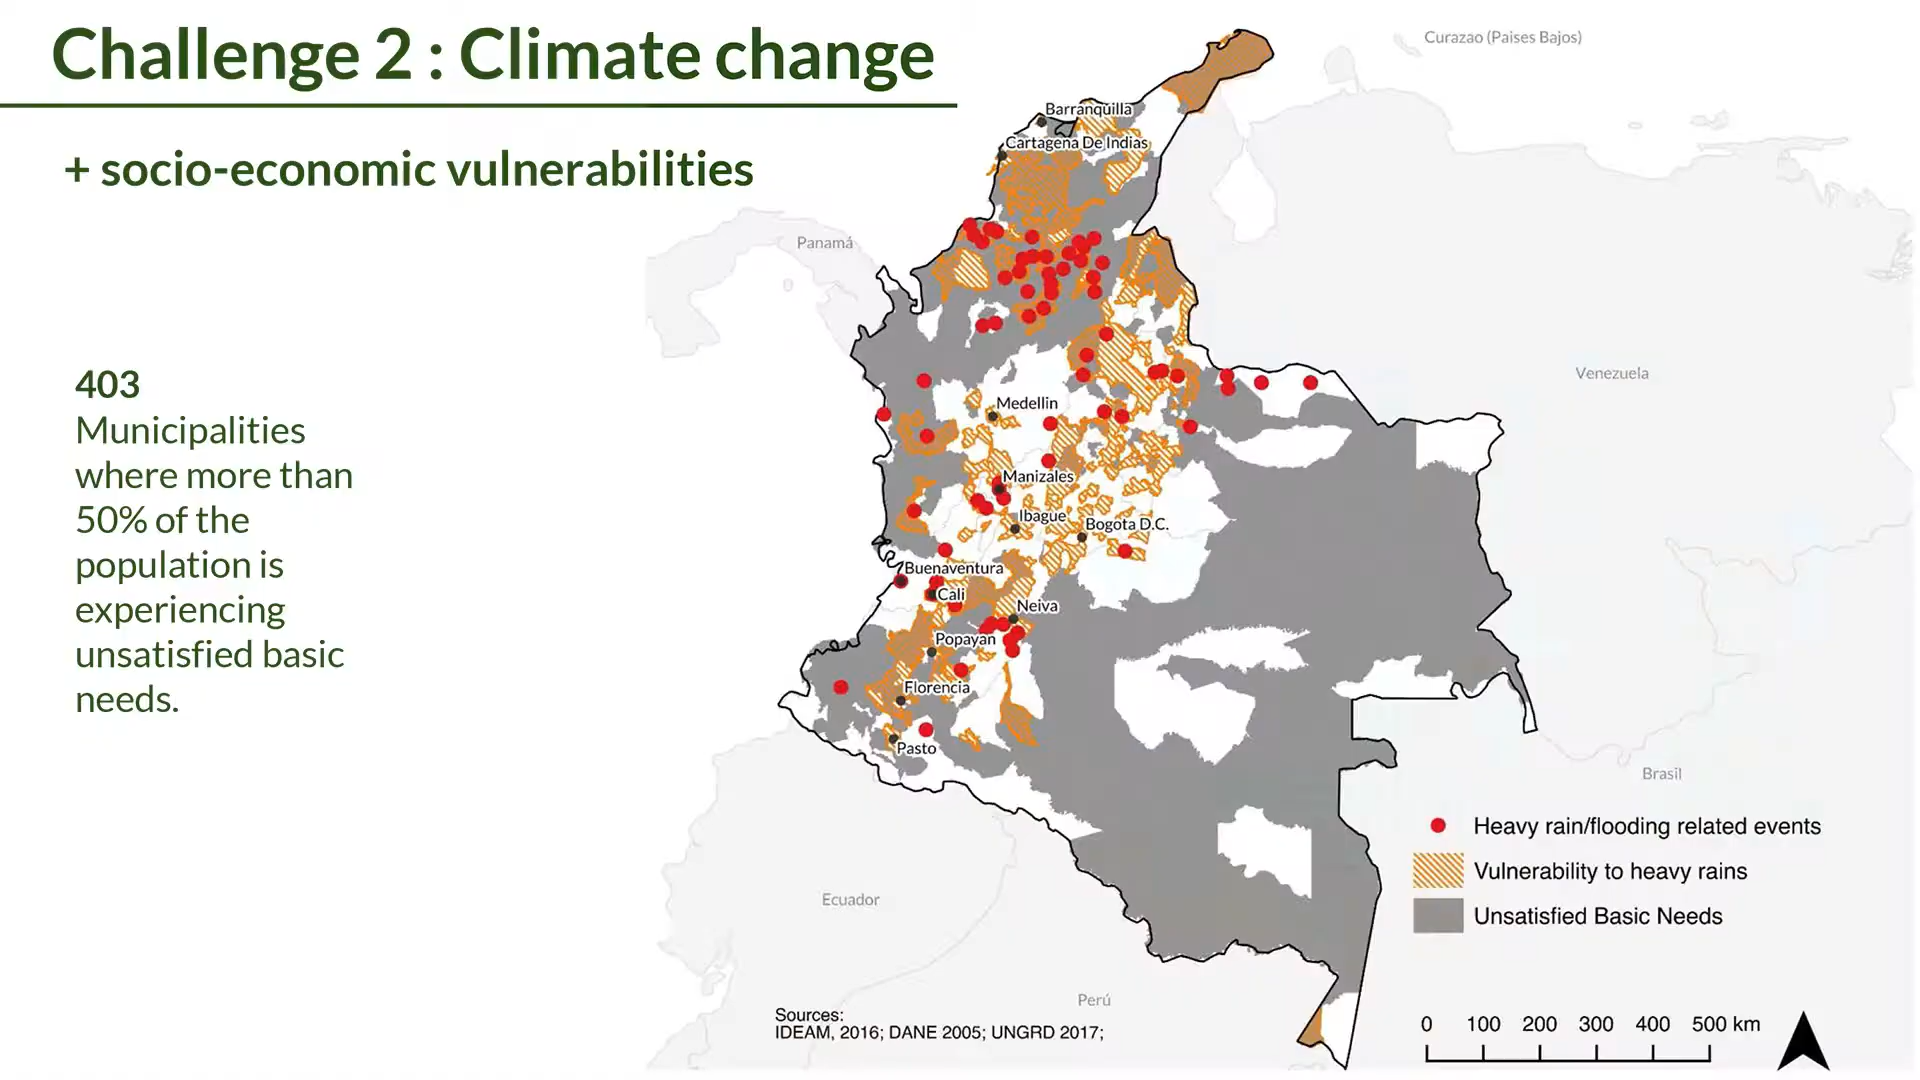 Challenge 2 : Climate change
+ socio-economic vulnerabilities
403
Municipalities
where more than
50% of the
population is
experiencing
unsatisfied basic
needs.
Curazao (Paises Bajos)
Barranquilla
Cartagena De Indias
Panamá
Venezuela
Medellin
Manizales
Ibague
Bogota D.C.
Buenaventura
Cali
Neiva
Popayan
Florencia
Pasto
Brasil
Ecuador
Perú
Heavy rain/flooding related events
Vulnerability to heavy rains
Unsatisfied Basic Needs
Sources:
IDEAM, 2016; DANE 2005; UNGRD 2017;
0 100 200 300 400 500 km